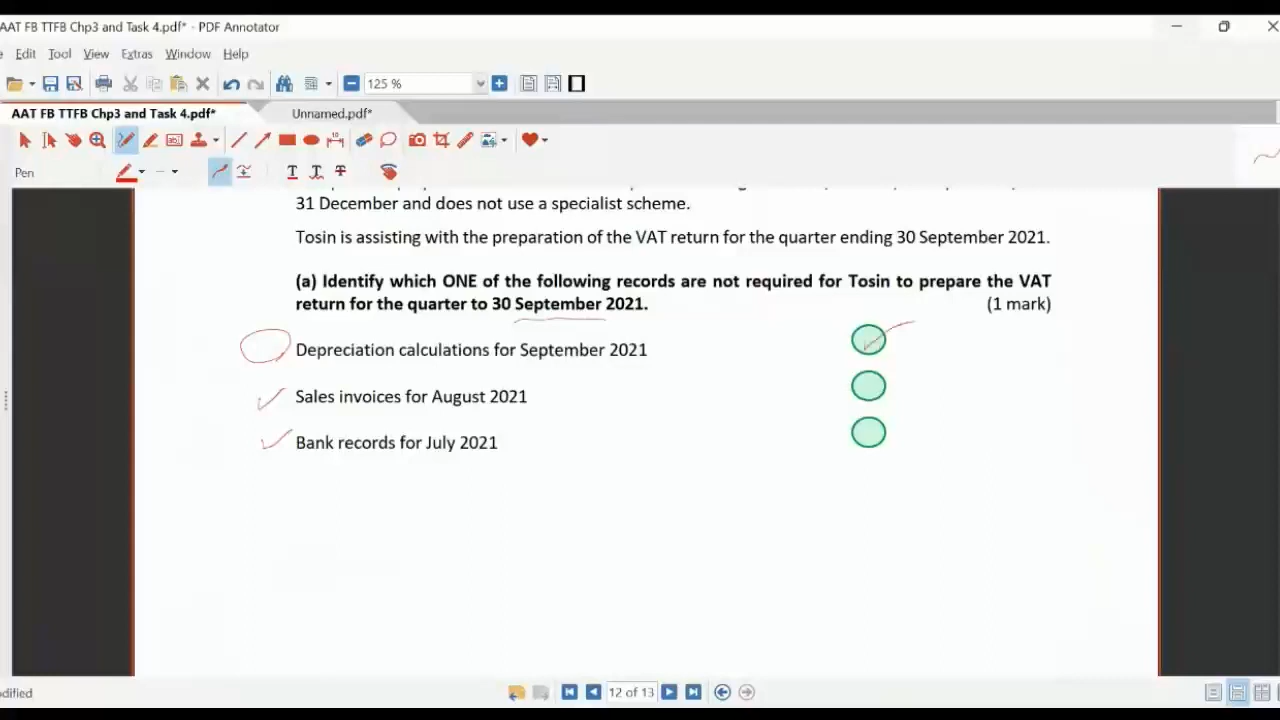 AAT FB TTFB Chp3 and Task 4.pdf* - PDF Annotator
Edit Tool View Extras Window Help
125 %
AAT FB TTFB Chp3 and Task 4.pdf* Unnamed.pdf*
Pen
31 December and does not use a specialist scheme.
Tosin is assisting with the preparation of the VAT return for the quarter ending 30 September 2021.
(a) Identify which ONE of the following records are not required for Tosin to prepare the VAT
return for the quarter to 30 September 2021. (1 mark)
Depreciation calculations for September 2021
Sales invoices for August 2021
Bank records for July 2021
odified 12 of 13